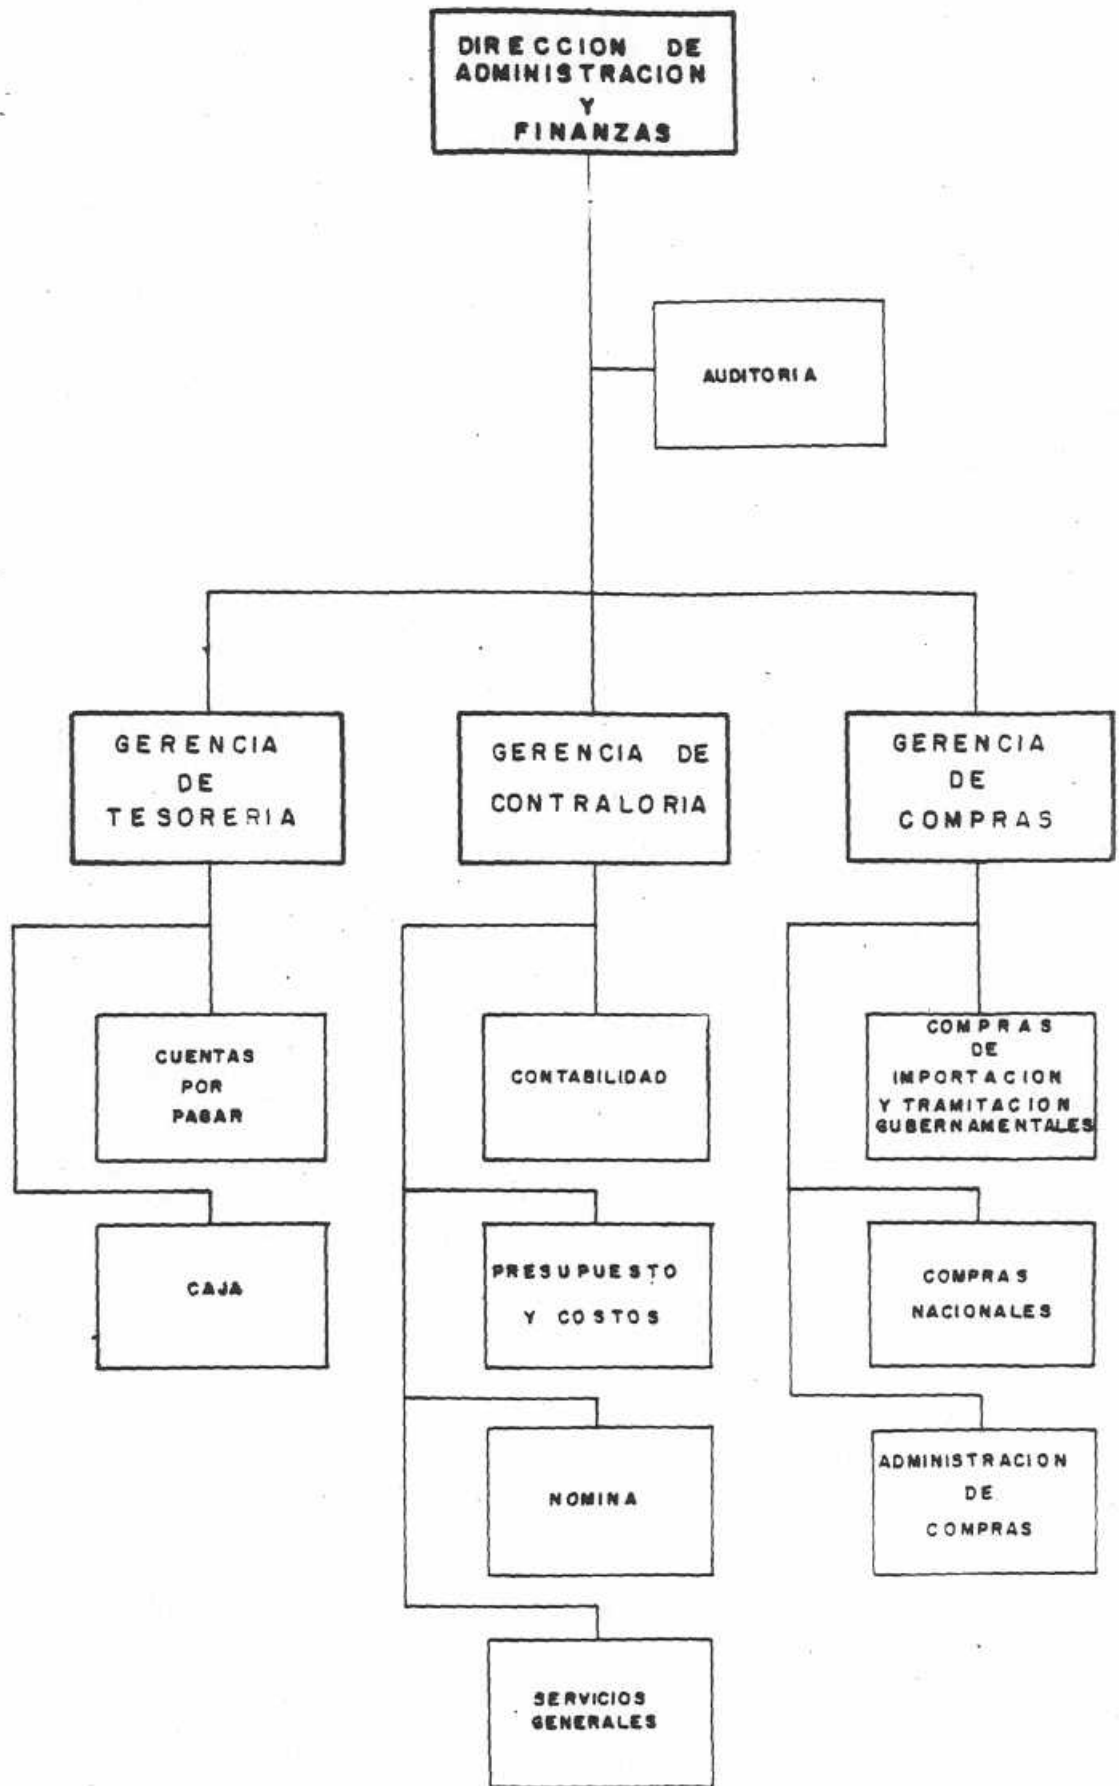 DIRECCION DE
ADMINISTRACION
Y
FINANZAS
AUDITORIA
GERENCIA
DE
TESORERIA
GERENCIA DE
CONTRALORIA
GERENCIA
DE
COMPRAS
CUENTAS
POR
PAGAR
CONTABILIDAD
COMPRAS
DE
IMPORTACION
Y TRAMITACION
GUBERNAMENTALES
CAJA
PRESUPUESTO
Y COSTOS
COMPRAS
NACIONALES
NOMINA
ADMINISTRACION
DE
COMPRAS
SERVICIOS
GENERALES